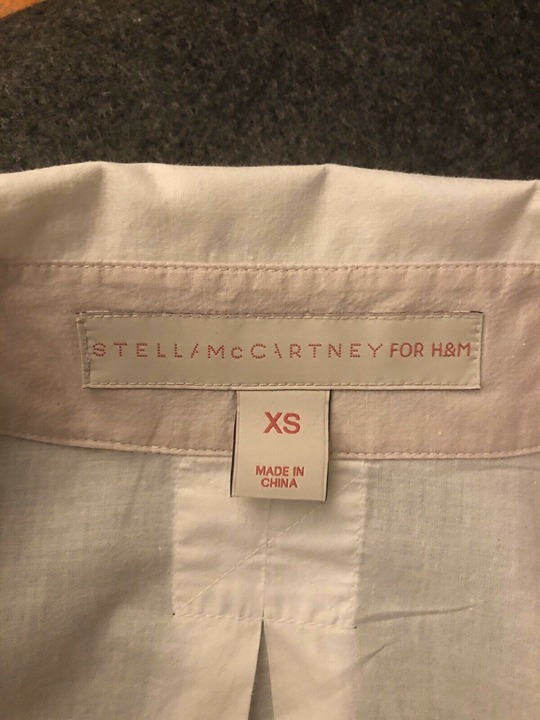 STELLA McCARTNEY FOR H&M
XS
MADE IN
CHINA